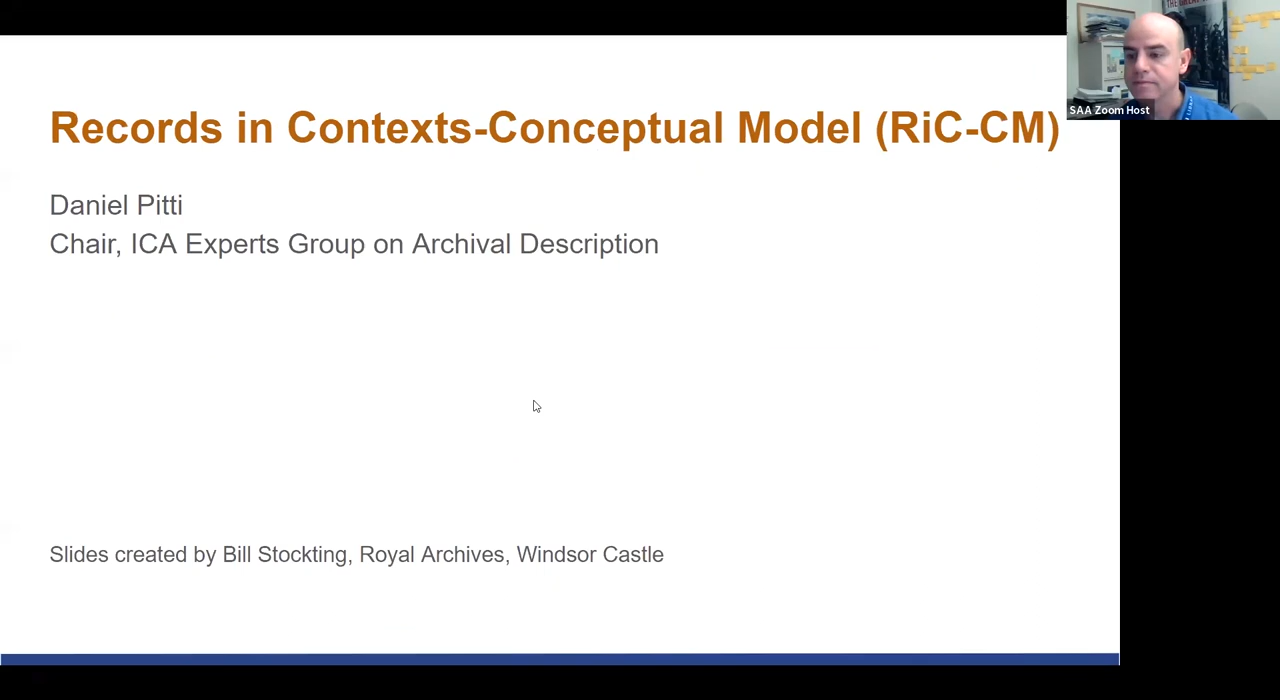 Records in Contexts-Conceptual Model (RiC-CM)
Daniel Pitti
Chair, ICA Experts Group on Archival Description
Slides created by Bill Stockting, Royal Archives, Windsor Castle
SAA Zoom Host